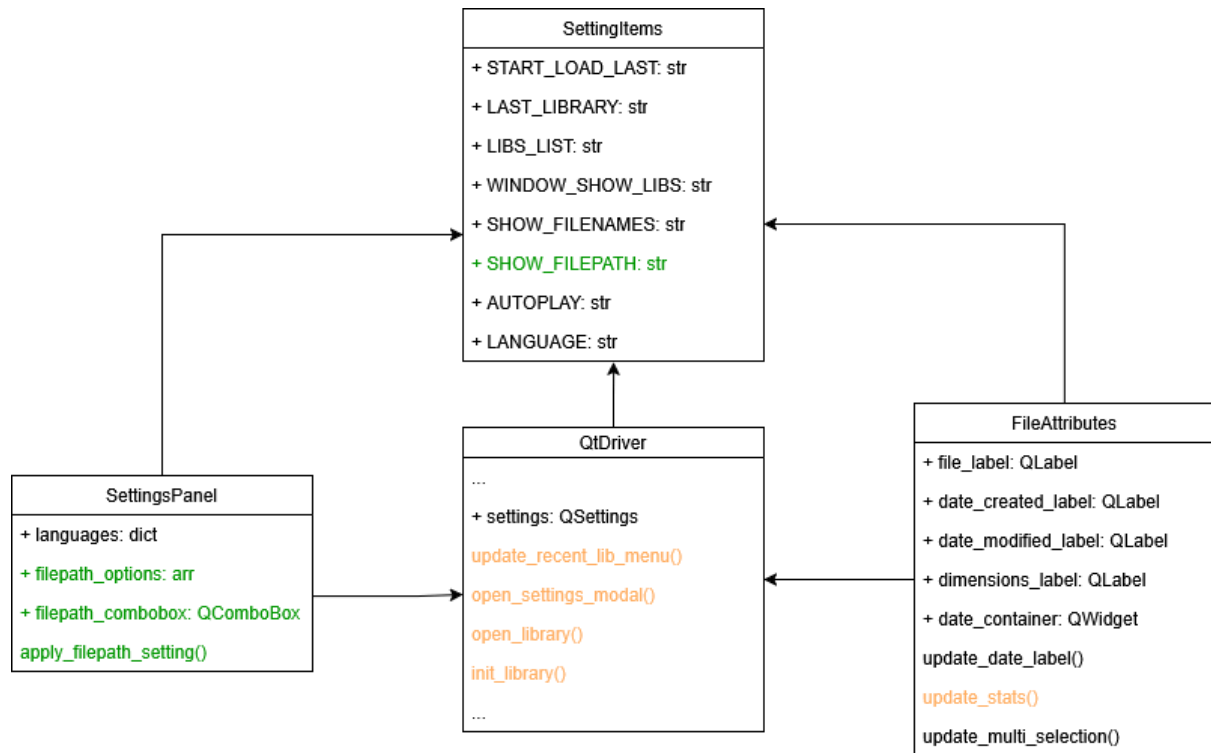 SettingItems
+ START_LOAD_LAST: str
+ LAST_LIBRARY: str
+ LIBS_LIST: str
+ WINDOW_SHOW_LIBS: str
+ SHOW_FILENAMES: str
+ SHOW_FILEPATH: str
+ AUTOPLAY: str
+ LANGUAGE: str
SettingsPanel
+ languages: dict
+ filepath_options: arr
+ filepath_combobox: QComboBox
apply_filepath_setting()
QtDriver
...
+ settings: QSettings
update_recent_lib_menu()
open_settings_modal()
open_library()
init_library()
...
FileAttributes
+ file_label: QLabel
+ date_created_label: QLabel
+ date_modified_label: QLabel
+ dimensions_label: QLabel
+ date_container: QWidget
update_date_label()
update_stats()
update_multi_selection()